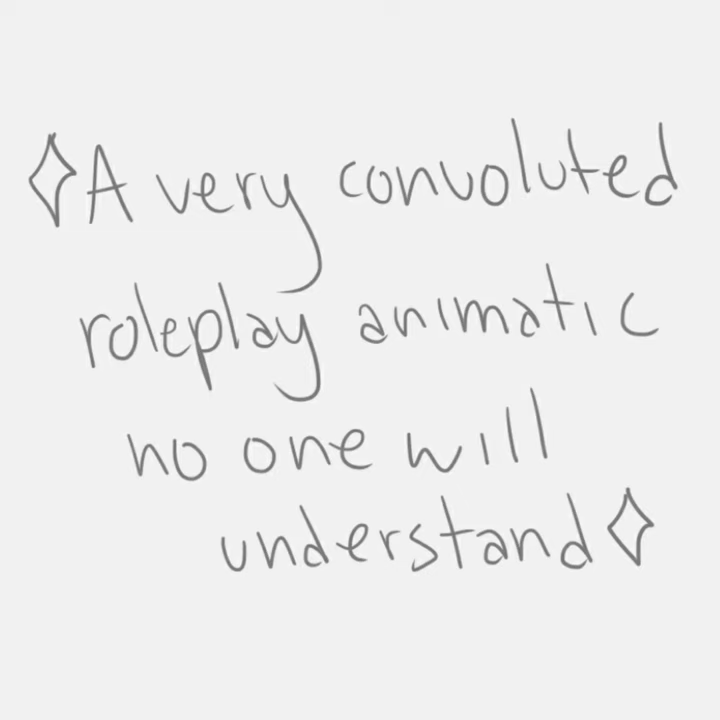 A very convoluted
roleplay animatic
no one will
understand